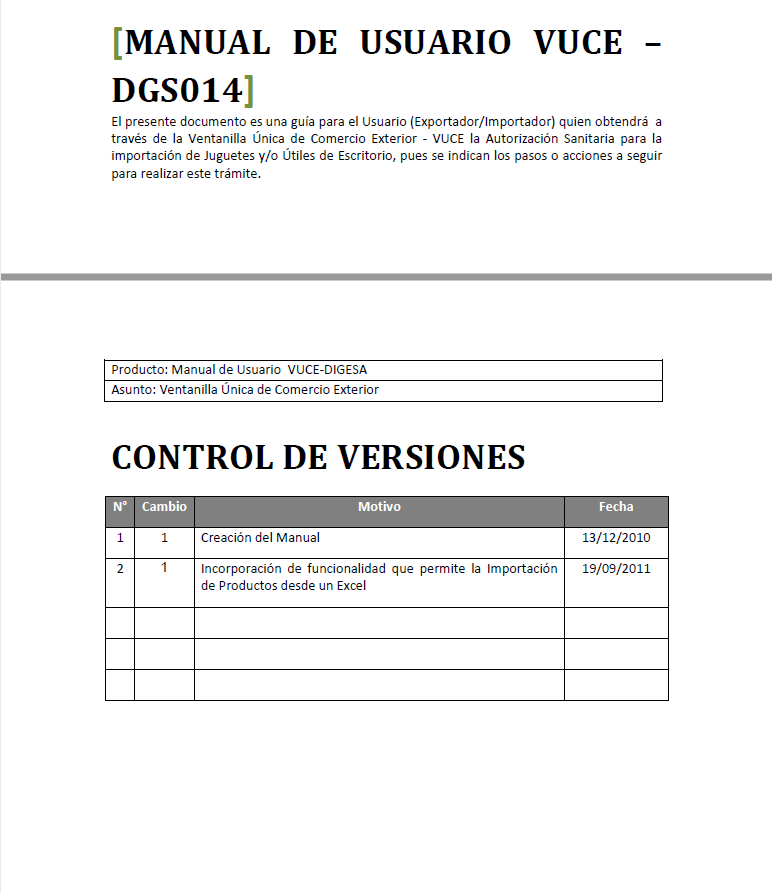 [MANUAL DE USUARIO VUCE –
DGS014]
El presente documento es una guía para el Usuario (Exportador/Importador) quien obtendrá a
través de la Ventanilla Única de Comercio Exterior - VUCE la Autorización Sanitaria para la
importación de Juguetes y/o Útiles de Escritorio, pues se indican los pasos o acciones a seguir
para realizar este trámite.
Producto: Manual de Usuario VUCE-DIGESA
Asunto: Ventanilla Única de Comercio Exterior
CONTROL DE VERSIONES
N° Cambio Motivo Fecha
1 1 Creación del Manual 13/12/2010
2 1 Incorporación de funcionalidad que permite la Importación 19/09/2011
de Productos desde un Excel